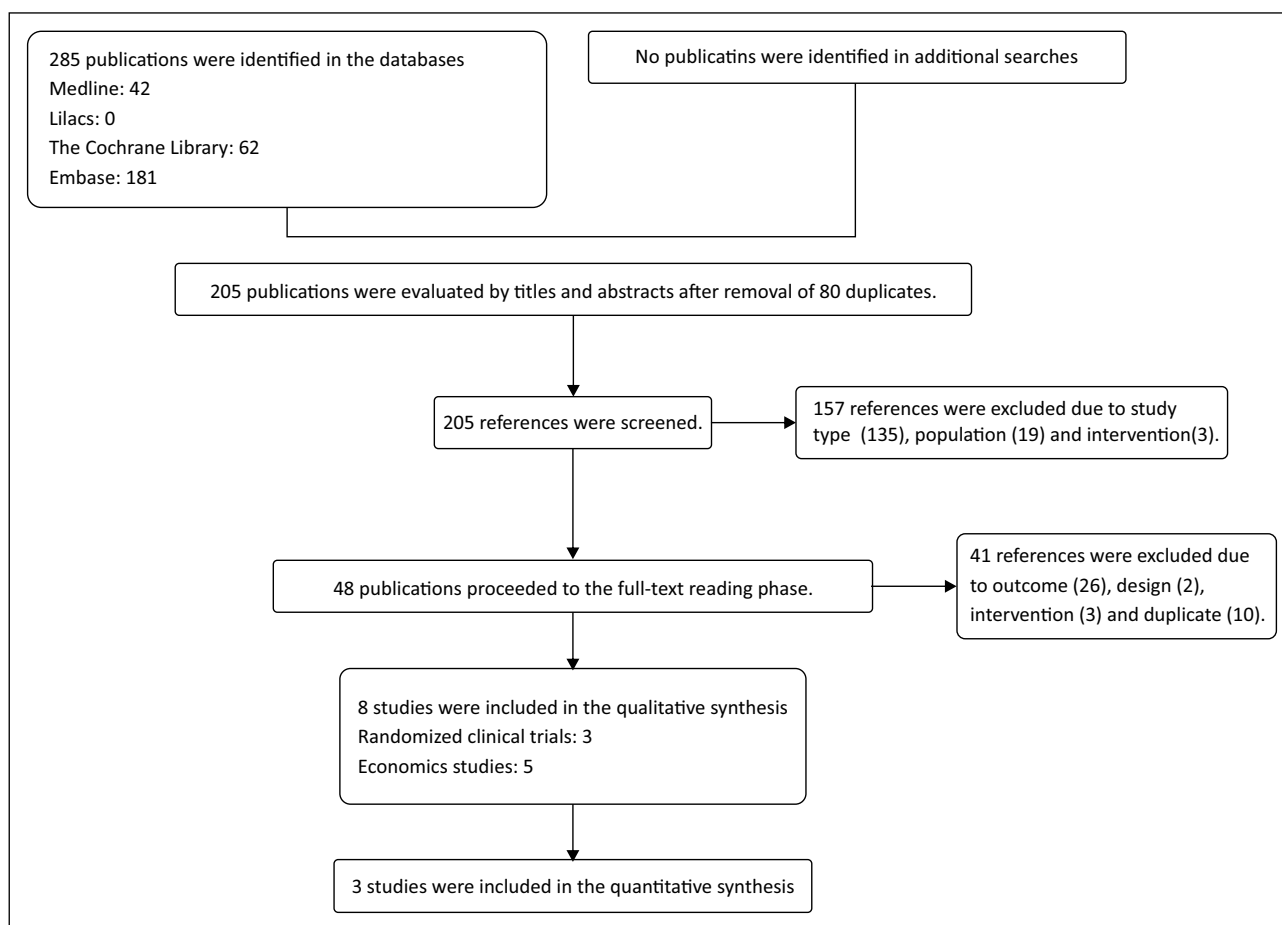 285 publications were identified in the databases
Medline: 42
Lilacs: 0
The Cochrane Library: 62
Embase: 181
No publicatins were identified in additional searches
205 publications were evaluated by titles and abstracts after removal of 80 duplicates.
205 references were screened.
157 references were excluded due to study
type (135), population (19) and intervention(3).
48 publications proceeded to the full-text reading phase.
41 references were excluded due
to outcome (26), design (2),
intervention (3) and duplicate (10).
8 studies were included in the qualitative synthesis
Randomized clinical trials: 3
Economics studies: 5
3 studies were included in the quantitative synthesis